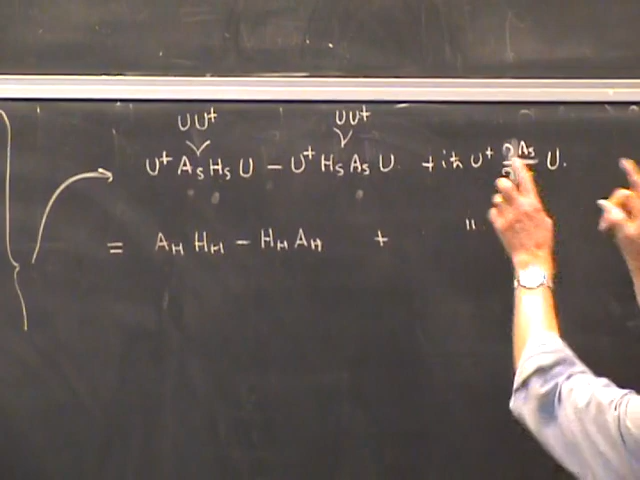 UU† UU†
U†A_S H_S U − U†H_S A_S U + iħ U† ∂A_S/∂ U.
= A_H H_H − H_H A_H + "